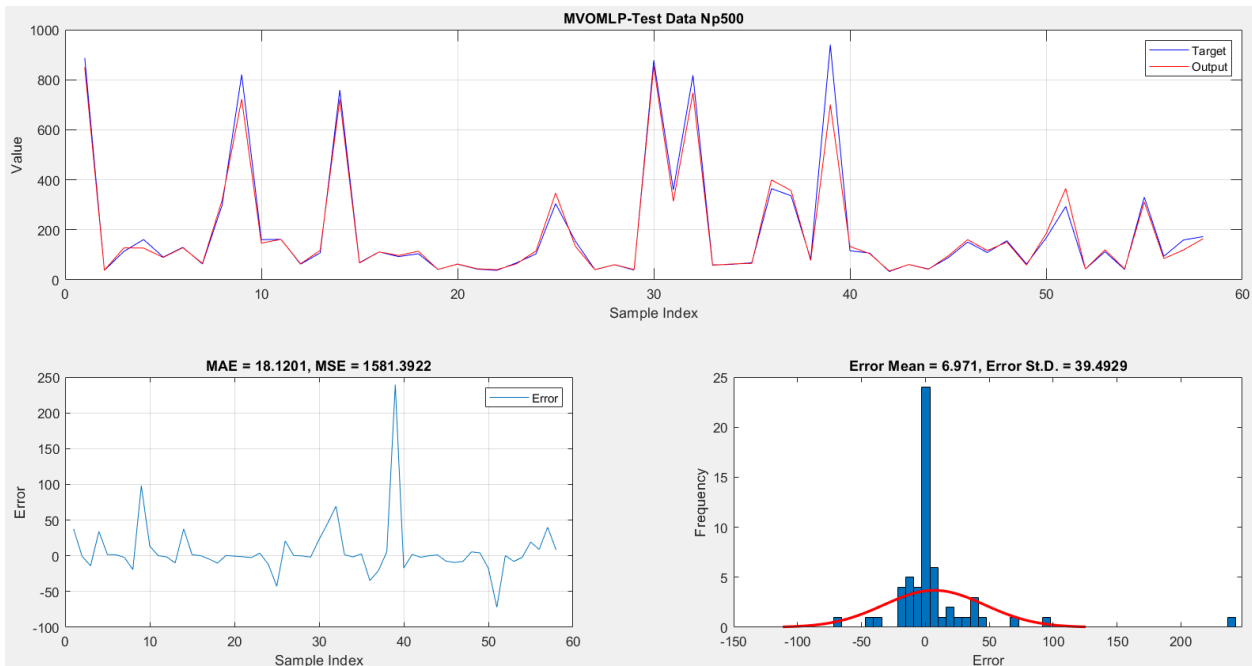 MVOMLP-Test Data Np500
1000
800
600
400
200
0
Value
0 10 20 30 40 50 60
Sample Index
Target
Output
MAE = 18.1201, MSE = 1581.3922
250
200
150
100
50
0
-50
-100
Error
0 10 20 30 40 50 60
Sample Index
Error
Error Mean = 6.971, Error St.D. = 39.4929
25
20
15
10
5
0
Frequency
-150 -100 -50 0 50 100 150 200
Error